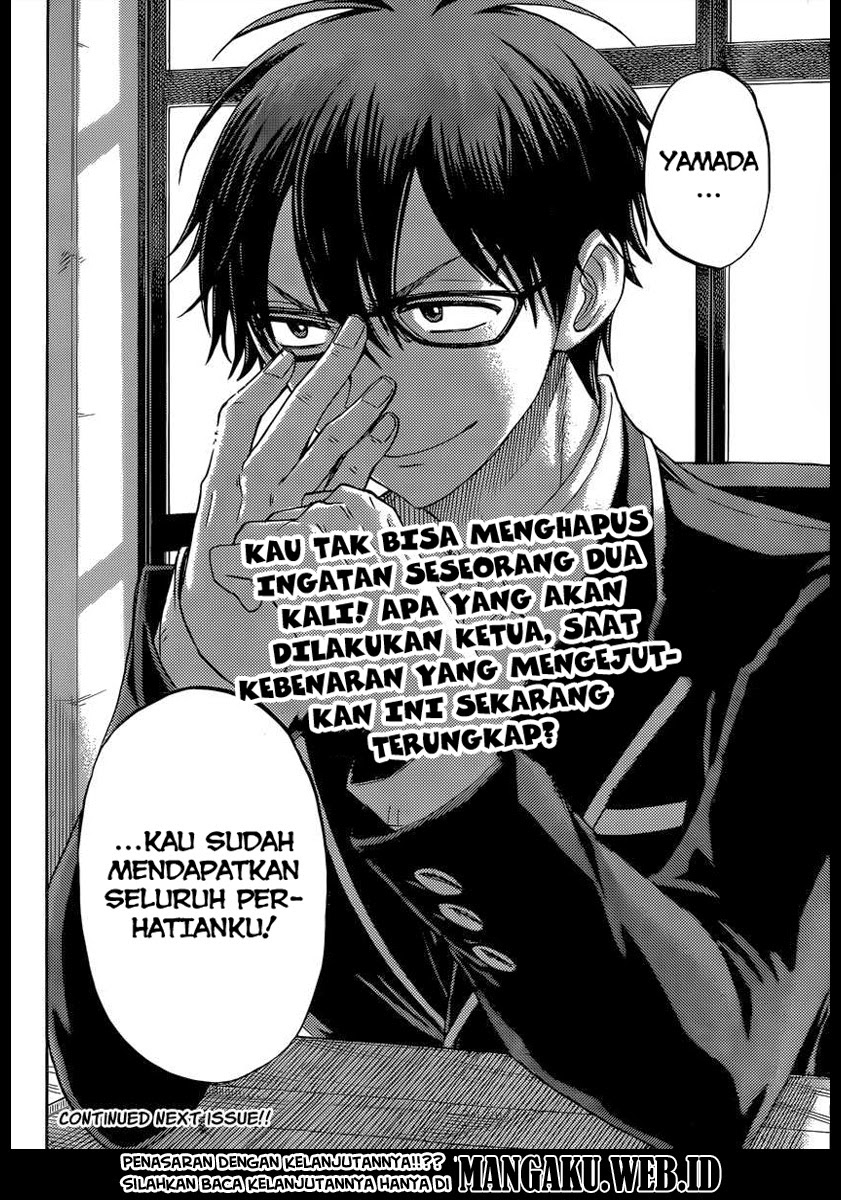 YAMADA
...
KAU TAK BISA MENGHAPUS
INGATAN SESEORANG DUA
KALI! APA YANG AKAN
DILAKUKAN KETUA, SAAT
KEBENARAN YANG MENGEJUT-
KAN INI SEKARANG
TERUNGKAP?
...KAU SUDAH
MENDAPATKAN
SELURUH PER-
HATIANKU!
CONTINUED NEXT ISSUE!!
PENASARAN DENGAN KELANJUTANNYA!!??
SILAHKAN BACA KELANJUTANNYA HANYA DI MANGAKU.WEB.ID